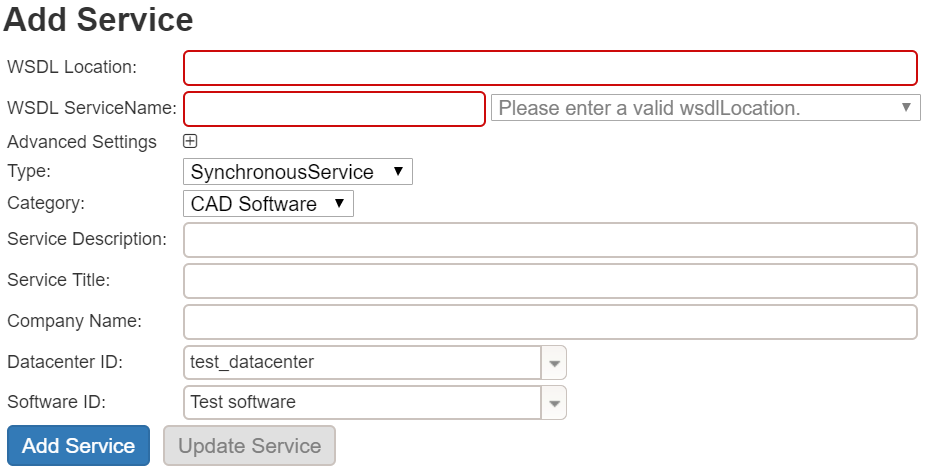 Add Service
WSDL Location:
WSDL ServiceName: Please enter a valid wsdlLocation.
Advanced Settings
Type: SynchronousService
Category: CAD Software
Service Description:
Service Title:
Company Name:
Datacenter ID: test_datacenter
Software ID: Test software
Add Service Update Service